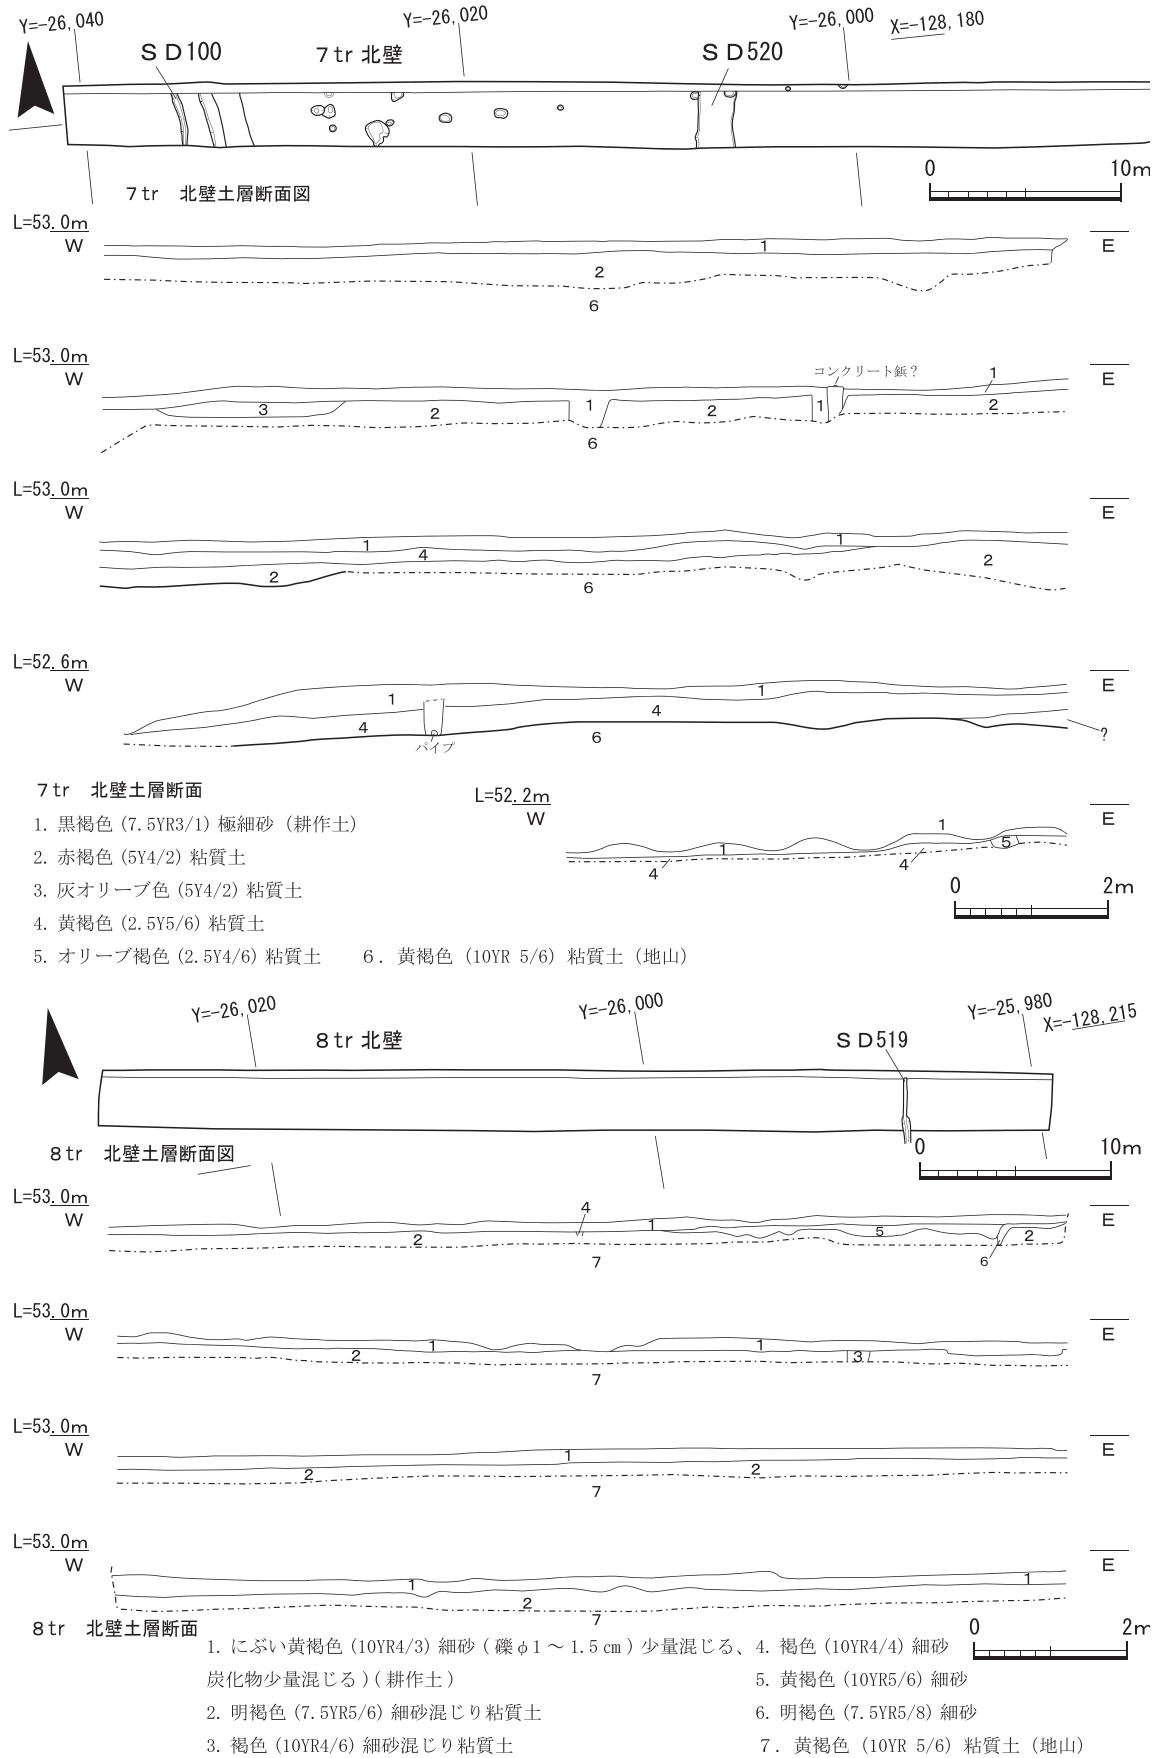 Y=-26,040
Y=-26,020
Y=-26,000
X=-128,180
ＳＤ100
7tr 北壁
ＳＤ520
0 10m
7tr 北壁土層断面図
L=53.0m
W
E
1
2
6
L=53.0m
W
E
コンクリート鋲？
1
3
2
1
2
1
2
6
L=53.0m
W
E
1
1
4
2
2
6
L=52.6m
W
E
1
1
4
4
6
パイプ
?
7tr 北壁土層断面
1. 黒褐色 (7.5YR3/1) 極細砂（耕作土）
2. 赤褐色 (5Y4/2) 粘質土
3. 灰オリーブ色 (5Y4/2) 粘質土
4. 黄褐色 (2.5Y5/6) 粘質土
5. オリーブ褐色 (2.5Y4/6) 粘質土 ６．黄褐色（10YR 5/6）粘質土（地山）
L=52.2m
W
E
1
1
5
4
4
0 2m
Y=-26,020
Y=-26,000
Y=-25,980
X=-128,215
8tr 北壁
ＳＤ519
0 10m
8tr 北壁土層断面図
L=53.0m
W
E
4
1
2
5
2
6
7
L=53.0m
W
E
1
1
2
3
7
L=53.0m
W
E
1
2
2
7
L=53.0m
W
E
1
1
2
7
0 2m
8tr 北壁土層断面
1. にぶい黄褐色 (10YR4/3) 細砂 ( 礫φ1 ～ 1.5 ㎝ ) 少量混じる、
炭化物少量混じる ) ( 耕作土 )
2. 明褐色 (7.5YR5/6) 細砂混じり粘質土
3. 褐色 (10YR4/6) 細砂混じり粘質土
4. 褐色 (10YR4/4) 細砂
5. 黄褐色 (10YR5/6) 細砂
6. 明褐色 (7.5YR5/8) 細砂
７．黄褐色（10YR 5/6）粘質土（地山）